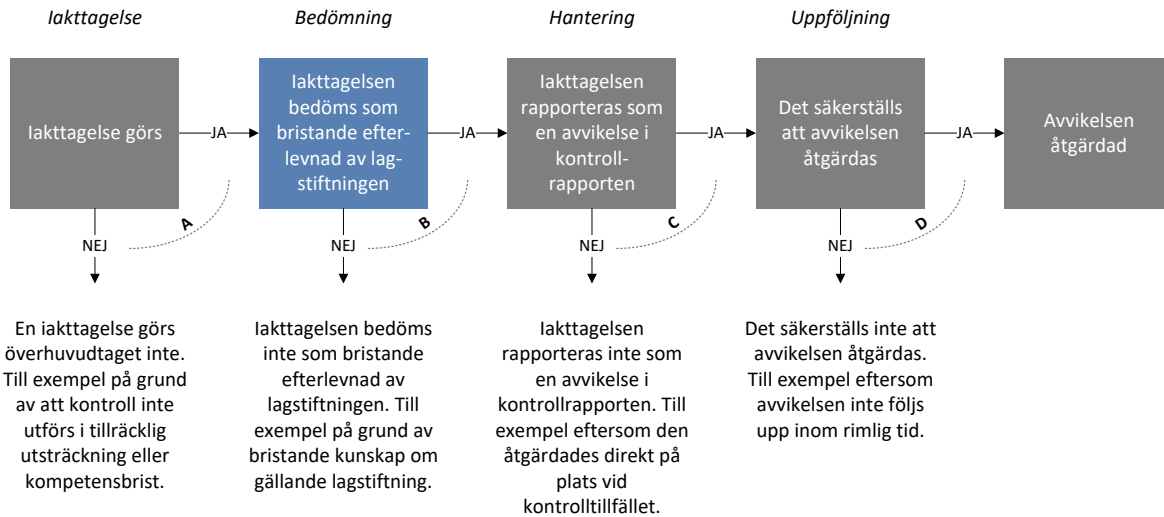 Iakttagelse
Bedömning
Hantering
Uppföljning
Iakttagelse görs
JA
Iakttagelsen
bedöms som
bristande efter-
levnad av lag-
stiftningen
JA
Iakttagelsen
rapporteras som
en avvikelse i
kontroll-
rapporten
JA
Det säkerställs
att avvikelsen
åtgärdas
JA
Avvikelsen
åtgärdad
A
B
C
D
NEJ
NEJ
NEJ
NEJ
En iakttagelse görs
överhuvudtaget inte.
Till exempel på grund
av att kontroll inte
utförs i tillräcklig
utsträckning eller
kompetensbrist.
Iakttagelsen bedöms
inte som bristande
efterlevnad av
lagstiftningen. Till
exempel på grund av
bristande kunskap om
gällande lagstiftning.
Iakttagelsen
rapporteras inte som
en avvikelse i
kontrollrapporten. Till
exempel eftersom den
åtgärdades direkt på
plats vid
kontrolltillfället.
Det säkerställs inte att
avvikelsen åtgärdas.
Till exempel eftersom
avvikelsen inte följs
upp inom rimlig tid.